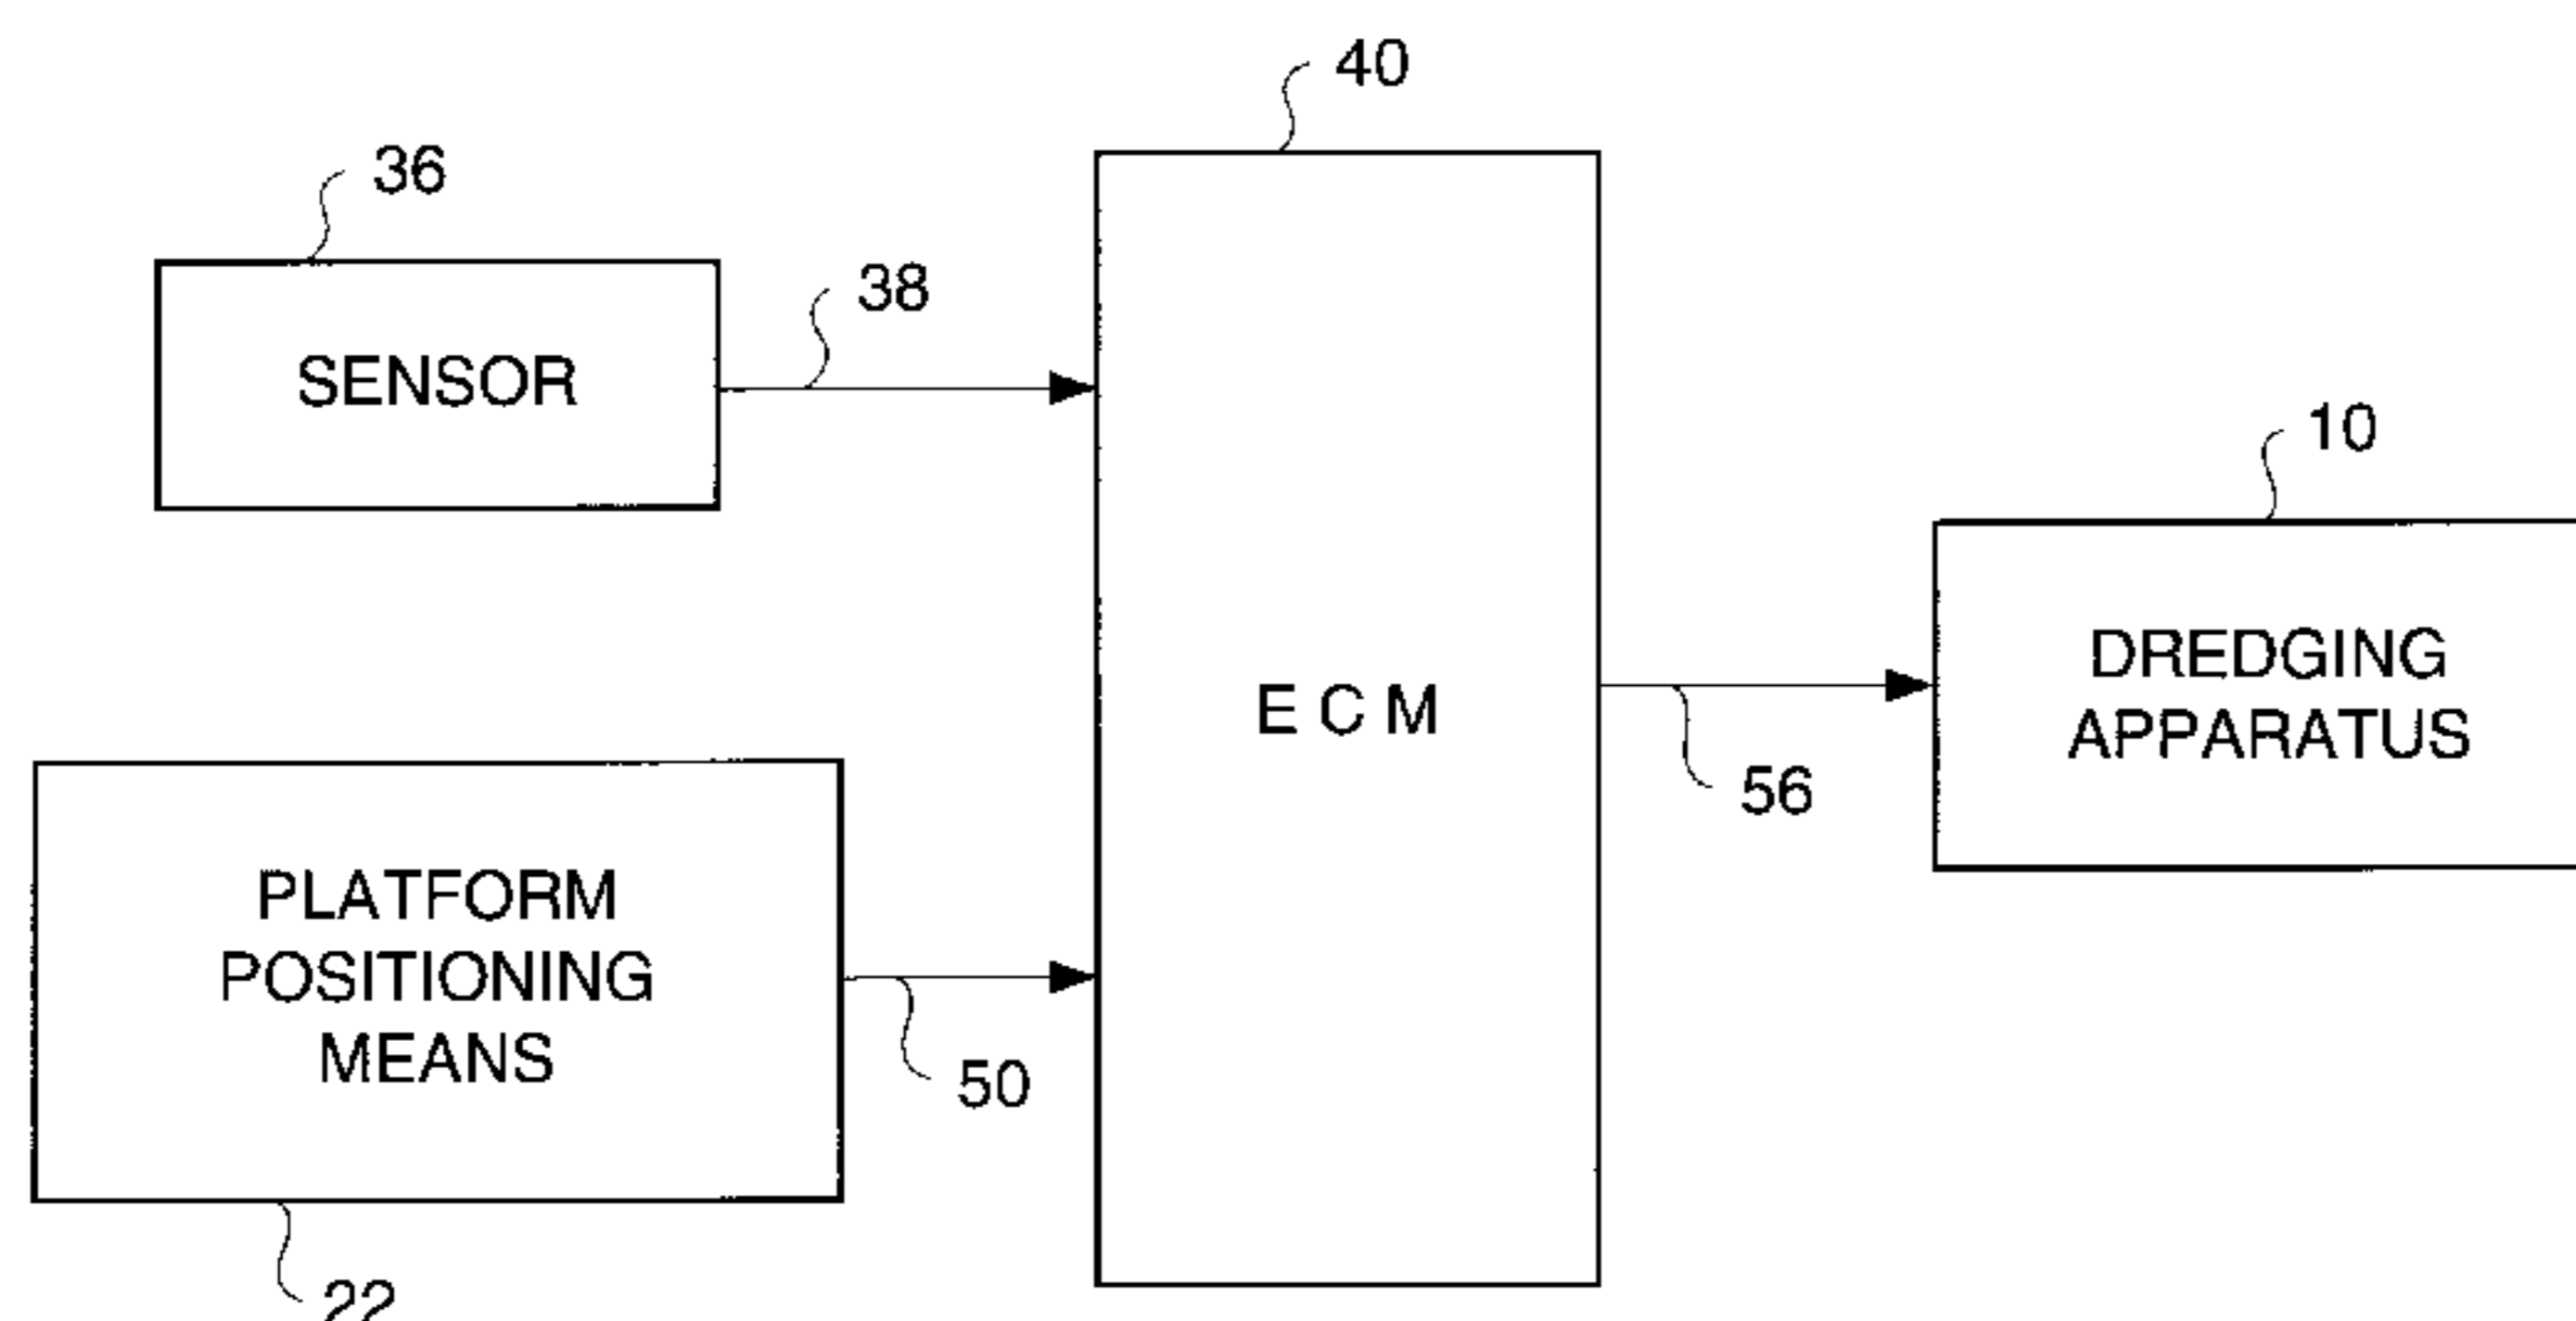 40
36
38
SENSOR
10
DREDGING
APPARATUS
E C M
56
PLATFORM
POSITIONING
MEANS
50
22